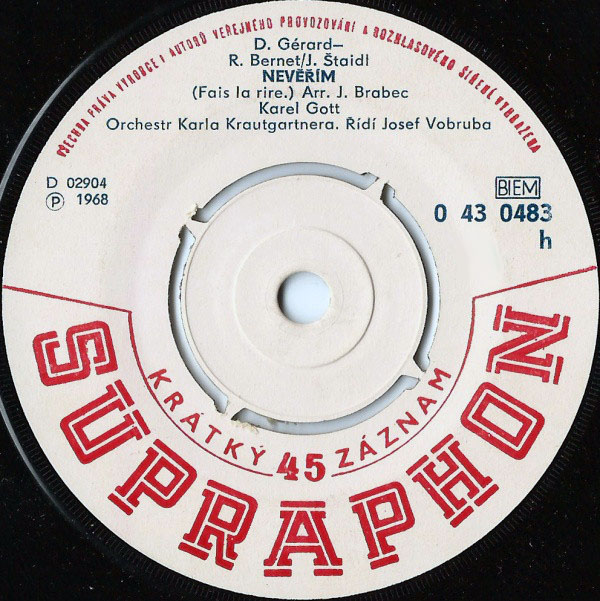 VŠECHNA PRÁVA VÝROBCE I AUTORŮ VEŘEJNÉHO PROVOZOVÁNÍ A ROZHLASOVÉHO ŠÍŘENÍ VYHRAZENA
D. Gérard—
R. Bernet/J. Štaidl
NEVĚŘÍM
(Fais la rire.) Arr. J. Brabec
Karel Gott
Orchestr Karla Krautgartnera. Řídí Josef Vobruba
D 02904
Ⓟ 1968
BIEM
0 43 0483
h
KRÁTKÝ 45 ZÁZNAM
SUPRAPHON